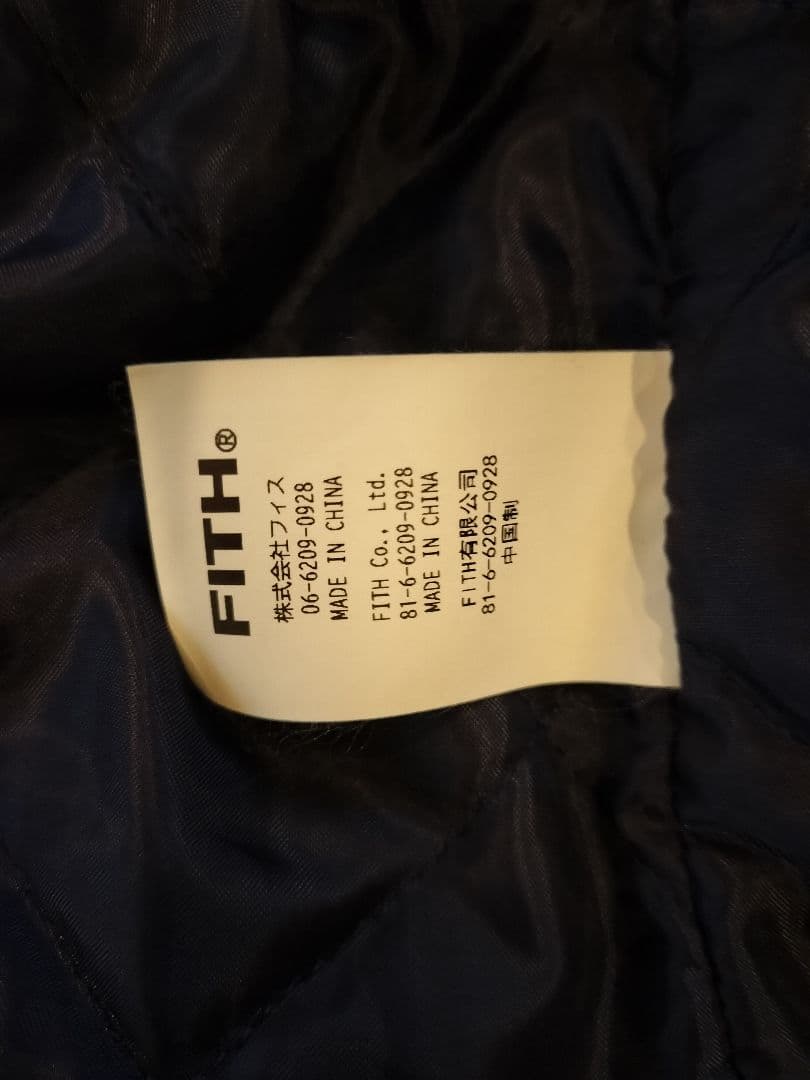 FITH®
株式会社フィス
06-6209-0928
MADE IN CHINA
FITH Co., Ltd.
81-6-6209-0928
MADE IN CHINA
FITH有限公司
81-6-6209-0928
中国制